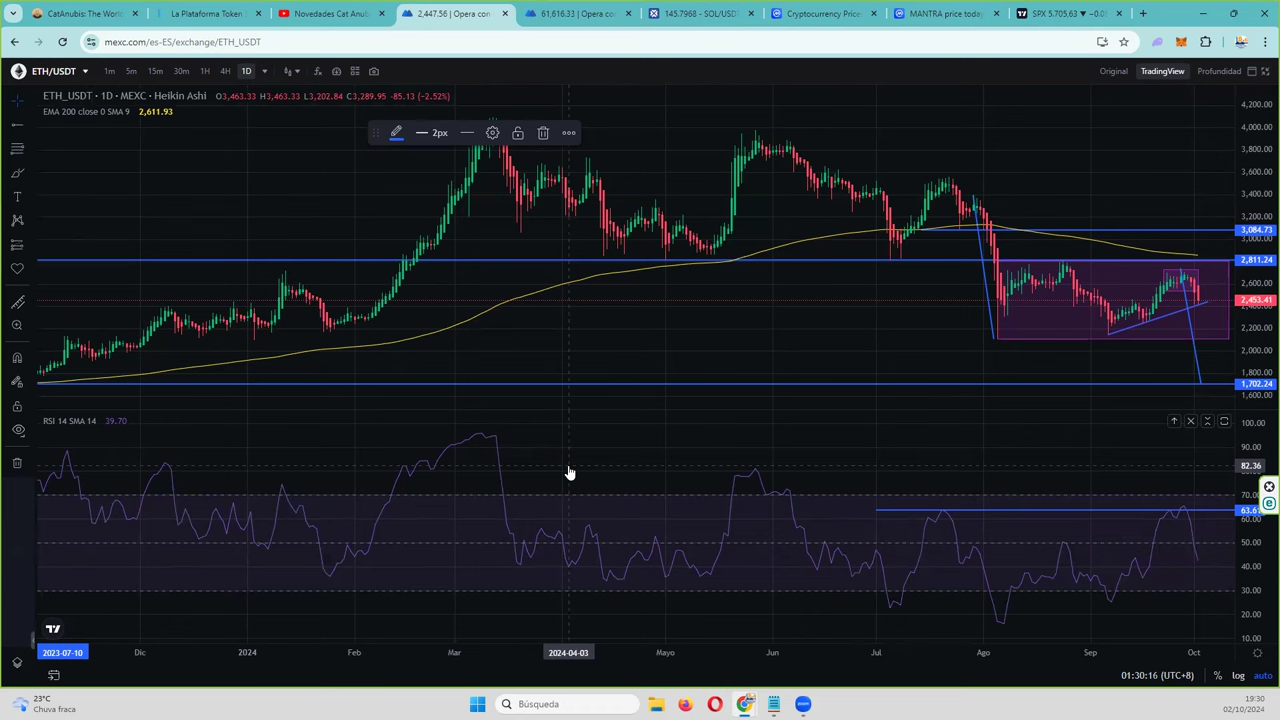 CatAnubis: The World
La Plataforma Token
Novedades Cat Anub
2,447.56 | Opera con
61,616.33 | Opera co
145.7968 - SOL/USDT
Cryptocurrency Price
MANTRA price today
SPX 5.705,63 ▼ −0.0
mexc.com/es-ES/exchange/ETH_USDT
ETH/USDT 1m 5m 15m 30m 1H 4H 1D
Original TradingView Profundidad
ETH_USDT · 1D · MEXC · Heikin Ashi O3,463.33 H3,463.33 L3,202.84 C3,289.95 -85.13 (−2.52%)
EMA 200 close 0 SMA 9 2,611.93
2px
4,200.00
4,000.00
3,800.00
3,600.00
3,400.00
3,200.00
3,084.73
3,000.00
2,811.24
2,600.00
2,453.41
2,200.00
2,000.00
1,800.00
1,702.24
1,600.00
RSI 14 SMA 14 39.70
100.00
90.00
82.36
70.00
63.61
60.00
50.00
40.00
30.00
20.00
10.00
2023-07-10 Dic 2024 Feb Mar 2024-04-03 Mayo Jun Jul Ago Sep Oct
01:30:16 (UTC+8) % log auto
23°C
Chuva fraca
Búsqueda
19:30
02/10/2024